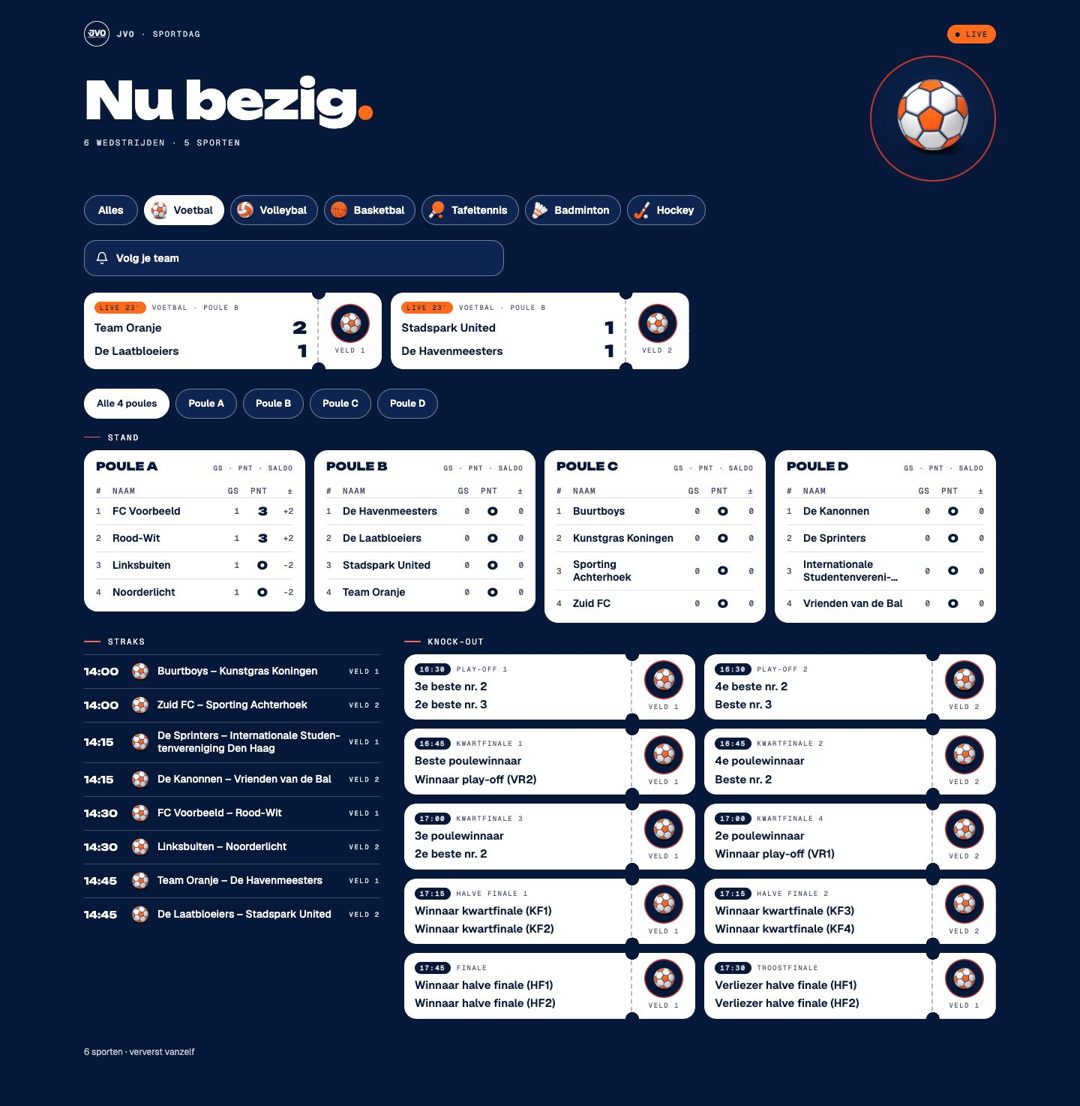 JVO JVO · SPORTDAG
● LIVE
Nu bezig.
6 WEDSTRIJDEN · 5 SPORTEN
Alles Voetbal Volleybal Basketbal Tafeltennis Badminton Hockey
Volg je team
LIVE 23' VOETBAL · POULE B
Team Oranje 2
De Laatbloeiers 1
VELD 1
LIVE 23' VOETBAL · POULE B
Stadspark United 1
De Havenmeesters 1
VELD 2
Alle 4 poules Poule A Poule B Poule C Poule D
STAND
POULE A GS · PNT · SALDO
# NAAM GS PNT ±
1 FC Voorbeeld 1 3 +2
2 Rood-Wit 1 3 +2
3 Linksbuiten 1 0 -2
4 Noorderlicht 1 0 -2
POULE B GS · PNT · SALDO
# NAAM GS PNT ±
1 De Havenmeesters 0 0 0
2 De Laatbloeiers 0 0 0
3 Stadspark United 0 0 0
4 Team Oranje 0 0 0
POULE C GS · PNT · SALDO
# NAAM GS PNT ±
1 Buurtboys 0 0 0
2 Kunstgras Koningen 0 0 0
3 Sporting
Achterhoek 0 0 0
4 Zuid FC 0 0 0
POULE D GS · PNT · SALDO
# NAAM GS PNT ±
1 De Kanonnen 0 0 0
2 De Sprinters 0 0 0
3 Internationale
Studentenvereni-… 0 0 0
4 Vrienden van de Bal 0 0 0
STRAKS
14:00 Buurtboys – Kunstgras Koningen VELD 1
14:00 Zuid FC – Sporting Achterhoek VELD 2
14:15 De Sprinters – Internationale Studen-
tenvereniging Den Haag VELD 1
14:15 De Kanonnen – Vrienden van de Bal VELD 2
14:30 FC Voorbeeld – Rood-Wit VELD 1
14:30 Linksbuiten – Noorderlicht VELD 2
14:45 Team Oranje – De Havenmeesters VELD 1
14:45 De Laatbloeiers – Stadspark United VELD 2
KNOCK-OUT
16:30 PLAY-OFF 1
3e beste nr. 2
2e beste nr. 3
VELD 1
16:30 PLAY-OFF 2
4e beste nr. 2
Beste nr. 3
VELD 2
16:45 KWARTFINALE 1
Beste poulewinnaar
Winnaar play-off (VR2)
VELD 1
16:45 KWARTFINALE 2
4e poulewinnaar
Beste nr. 2
VELD 2
17:00 KWARTFINALE 3
3e poulewinnaar
2e beste nr. 2
VELD 1
17:00 KWARTFINALE 4
2e poulewinnaar
Winnaar play-off (VR1)
VELD 2
17:15 HALVE FINALE 1
Winnaar kwartfinale (KF1)
Winnaar kwartfinale (KF2)
VELD 1
17:15 HALVE FINALE 2
Winnaar kwartfinale (KF3)
Winnaar kwartfinale (KF4)
VELD 2
17:45 FINALE
Winnaar halve finale (HF1)
Winnaar halve finale (HF2)
VELD 1
17:30 TROOSTFINALE
Verliezer halve finale (HF1)
Verliezer halve finale (HF2)
VELD 1
6 sporten · ververst vanzelf